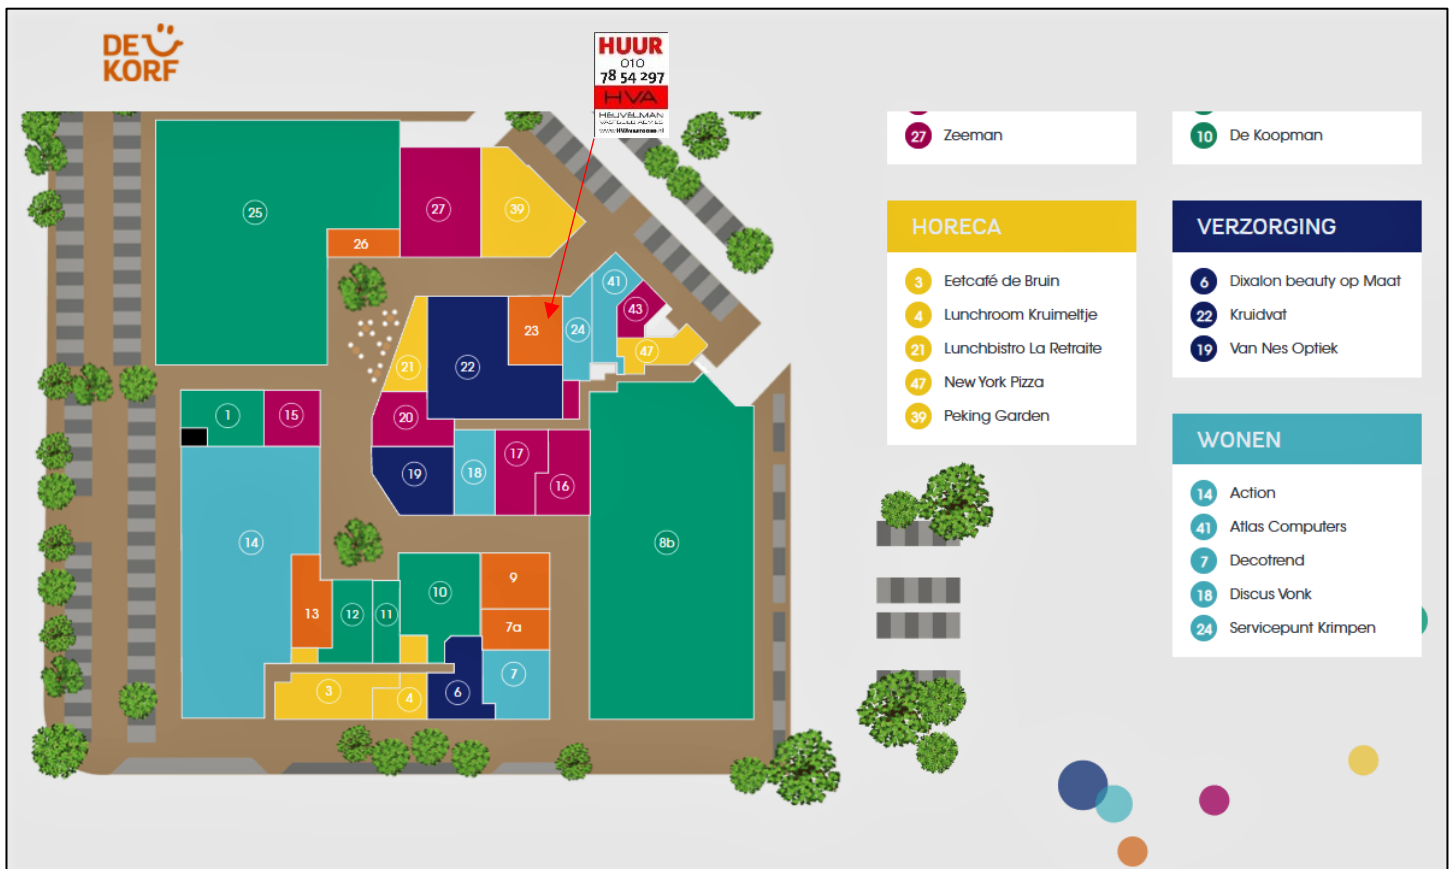 DE
KORF
HUUR
010
78 54 297
HVA
HEUVELMAN
VASTGOED ADVIES
27 Zeeman
10 De Koopman
HORECA
3 Eetcafé de Bruin
4 Lunchroom Kruimeltje
21 Lunchbistro La Retraite
47 New York Pizza
39 Peking Garden
VERZORGING
6 Dixalon beauty op Maat
22 Kruidvat
19 Van Nes Optiek
WONEN
14 Action
41 Atlas Computers
7 Decotrend
18 Discus Vonk
24 Servicepunt Krimpen
25
27
39
26
41
43
23
24
47
21
22
1
15
20
19
18
17
16
14
8b
13
12
11
10
9
7a
7
3
4
6